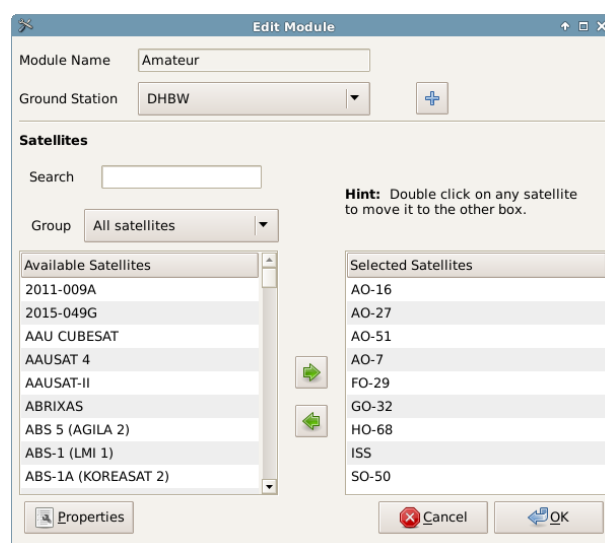 Edit Module
Module Name Amateur
Ground Station DHBW
Satellites
Search
Hint: Double click on any satellite
to move it to the other box.
Group All satellites
Available Satellites
2011-009A
2015-049G
AAU CUBESAT
AAUSAT 4
AAUSAT-II
ABRIXAS
ABS 5 (AGILA 2)
ABS-1 (LMI 1)
ABS-1A (KOREASAT 2)
Selected Satellites
AO-16
AO-27
AO-51
AO-7
FO-29
GO-32
HO-68
ISS
SO-50
Properties
Cancel
OK